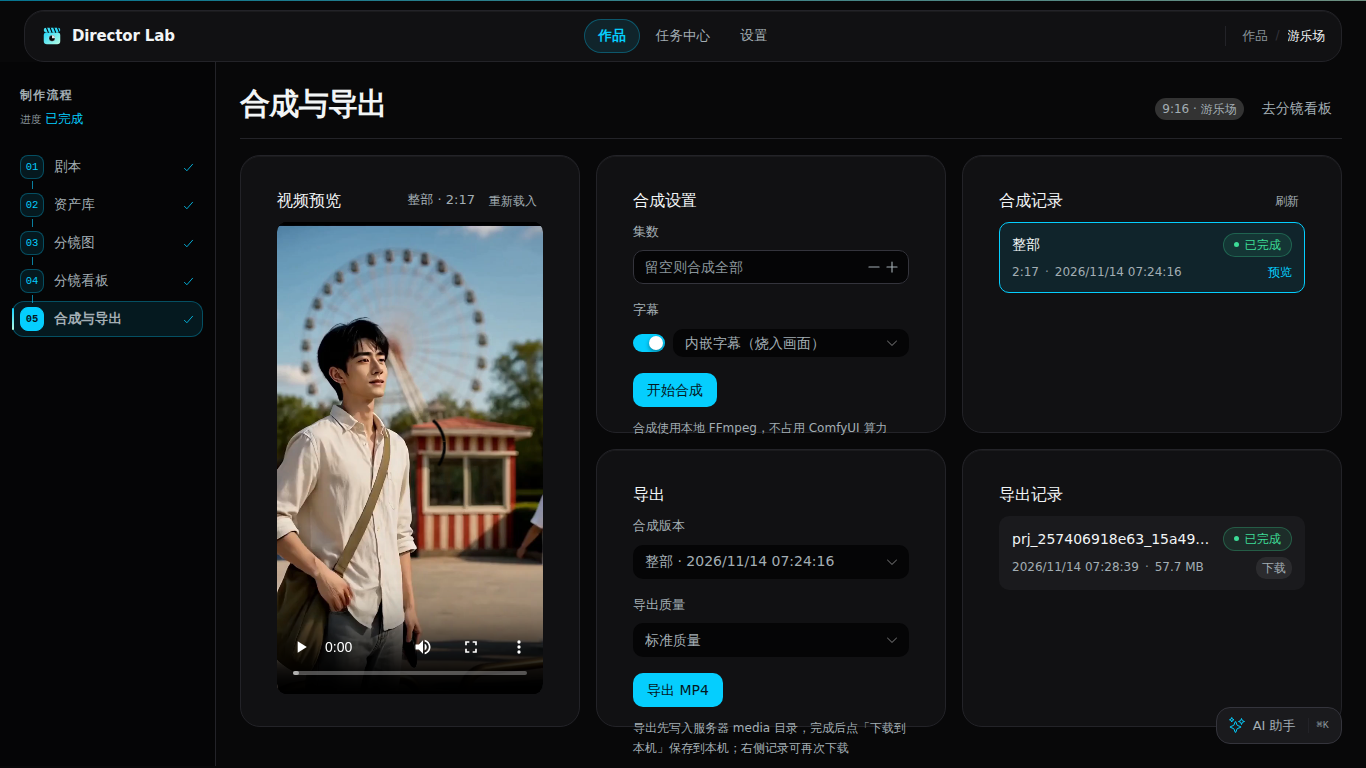 Director Lab
作品
任务中心
设置
作品 / 游乐场
制作流程
进度 已完成
01 剧本
02 资产库
03 分镜图
04 分镜看板
05 合成与导出
合成与导出
9:16 · 游乐场
去分镜看板
视频预览
整部 · 2:17
重新载入
0:00
合成设置
集数
留空则合成全部
字幕
内嵌字幕（烧入画面）
开始合成
合成使用本地 FFmpeg，不占用 ComfyUI 算力
合成记录
刷新
整部
已完成
2:17 · 2026/11/14 07:24:16
预览
导出
合成版本
整部 · 2026/11/14 07:24:16
导出质量
标准质量
导出 MP4
导出先写入服务器 media 目录，完成后点「下载到
本机」保存到本机；右侧记录可再次下载
导出记录
prj_257406918e63_15a49...
已完成
2026/11/14 07:28:39 · 57.7 MB
下载
AI 助手
⌘K